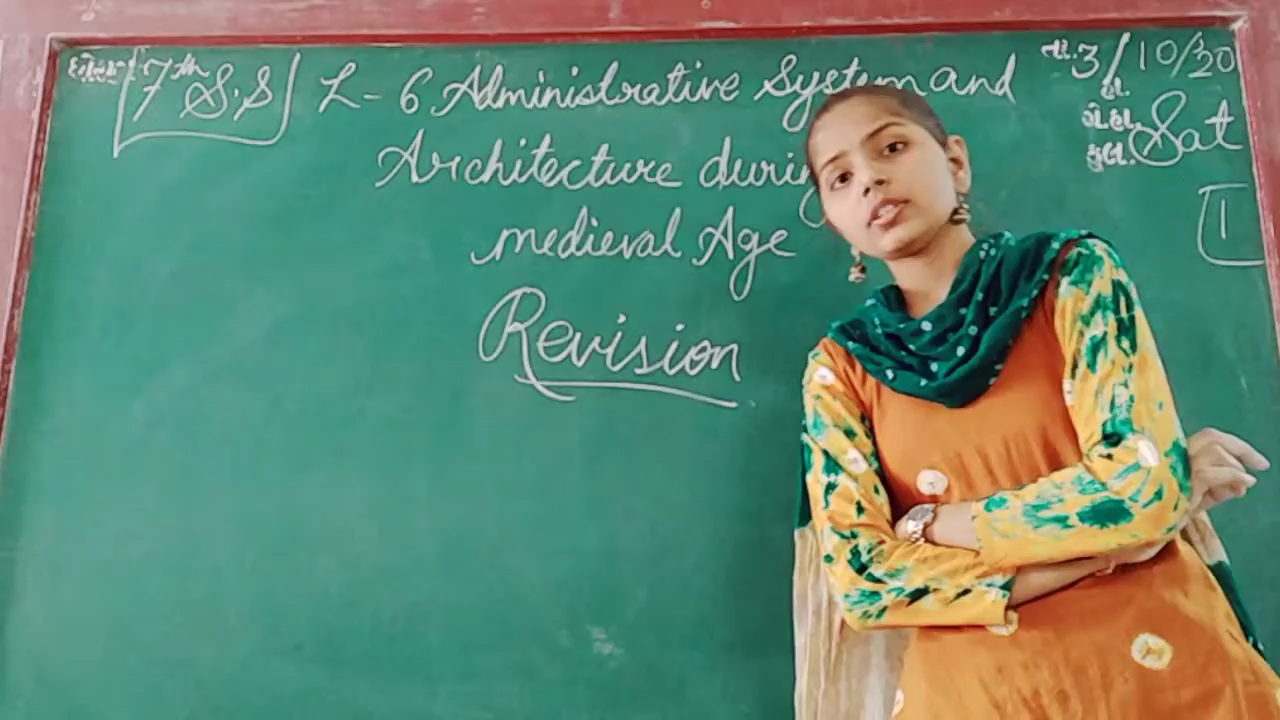 7th S.S L-6 Administrative System and તા. 3/10/20
Architecture during વો.હા. Sat
medieval Age કુલ.
Revision 1